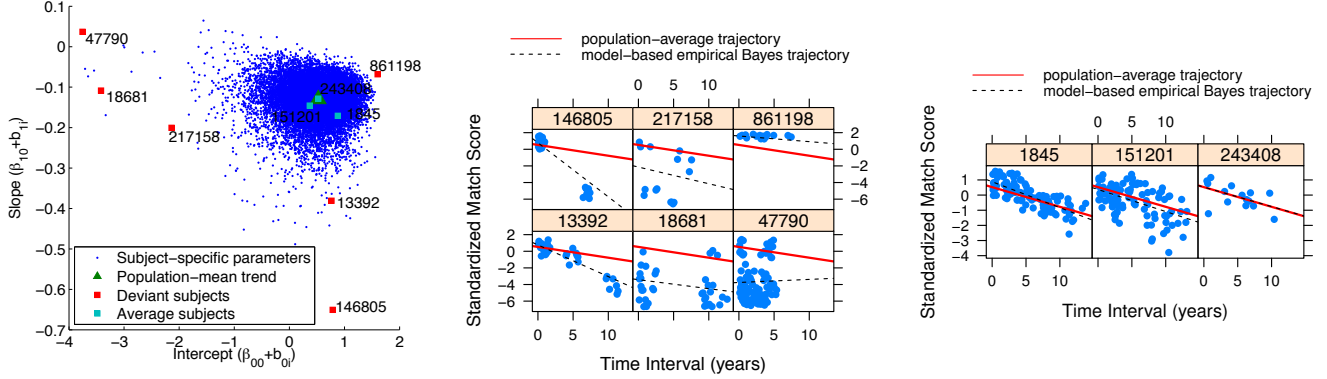 0.1
0
−0.1
−0.2
−0.3
−0.4
−0.5
−0.6
−0.7
Slope (β10+b1i)
47790
18681
217158
861198
243408
151201
1845
13392
146805
Subject−specific parameters
Population−mean trend
Deviant subjects
Average subjects
−4 −3 −2 −1 0 1 2
Intercept (β00+b0i)
population−average trajectory
model−based empirical Bayes trajectory
0 5 10
146805 217158 861198
2
0
−2
−4
−6
13392 18681 47790
2
0
−2
−4
−6
Standardized Match Score
0 5 10 0 5 10
Time Interval (years)
population−average trajectory
model−based empirical Bayes trajectory
0 5 10
1845 151201 243408
1
0
−1
−2
−3
−4
Standardized Match Score
0 5 10 0 5 10
Time Interval (years)